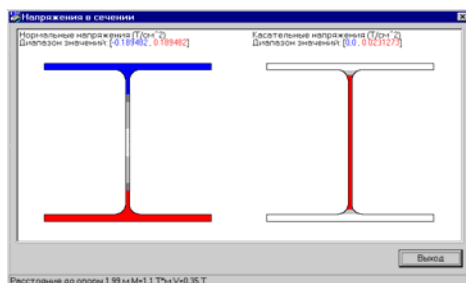 Напряжения в сечении
Нормальные напряжения (Т/см^2)
Диапазон значений: [-0.189482 , 0.189482]
Касательные напряжения (Т/см^2)
Диапазон значений: [0.0 , 0.0231273]
Выход
Расстояние до опоры 1.99 м M=1.1 Т*м V=0.35 Т